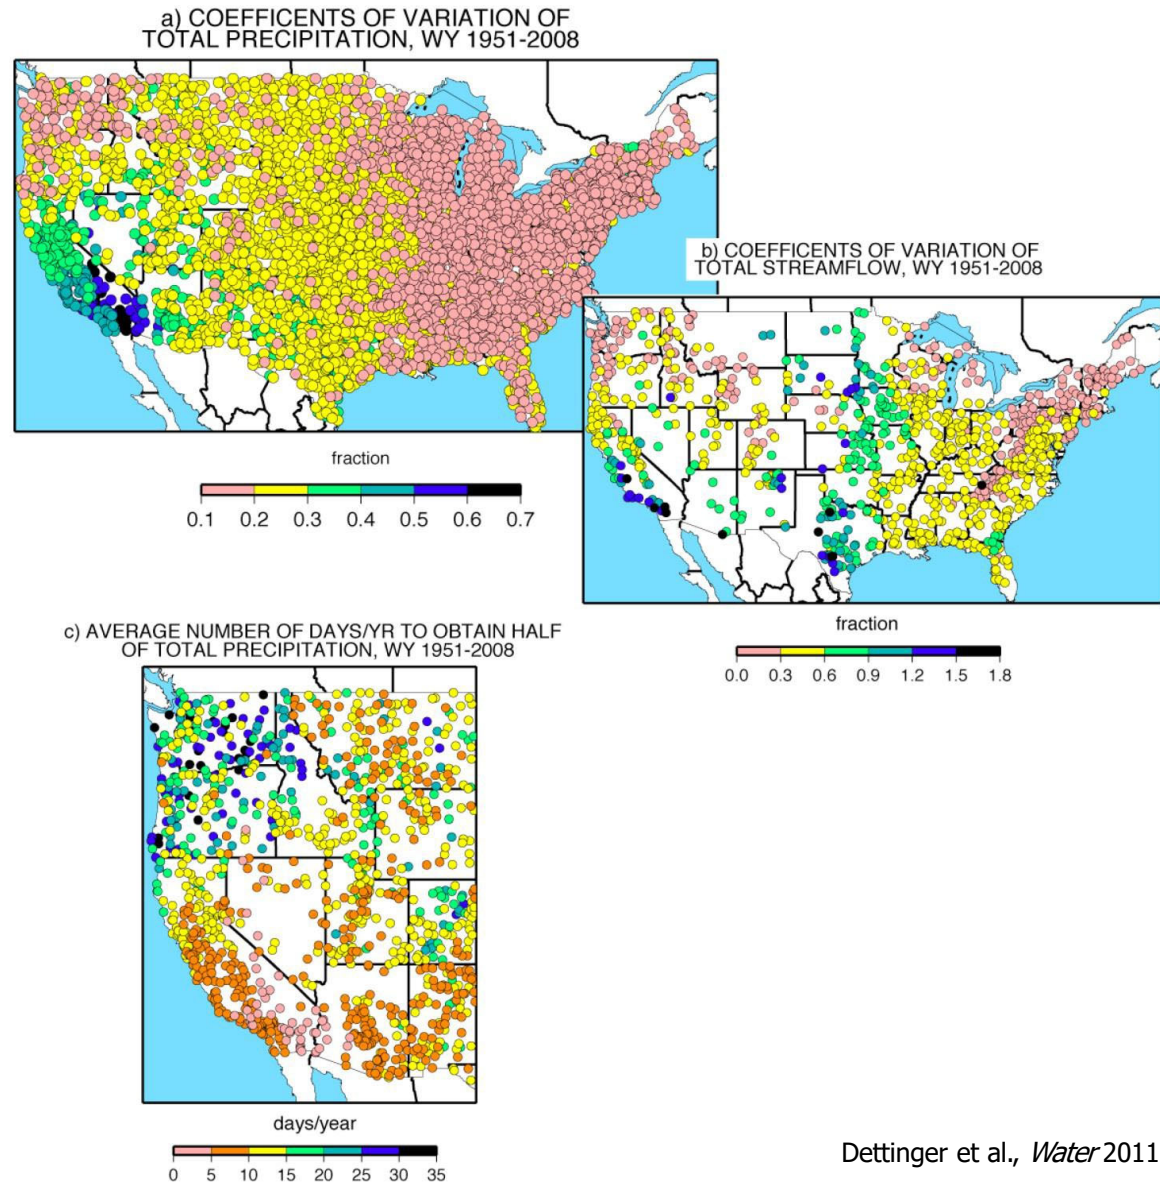 a) COEFFICENTS OF VARIATION OF
TOTAL PRECIPITATION, WY 1951-2008
fraction
0.1 0.2 0.3 0.4 0.5 0.6 0.7
b) COEFFICENTS OF VARIATION OF
TOTAL STREAMFLOW, WY 1951-2008
fraction
0.0 0.3 0.6 0.9 1.2 1.5 1.8
c) AVERAGE NUMBER OF DAYS/YR TO OBTAIN HALF
OF TOTAL PRECIPITATION, WY 1951-2008
days/year
0 5 10 15 20 25 30 35
Dettinger et al., Water 2011